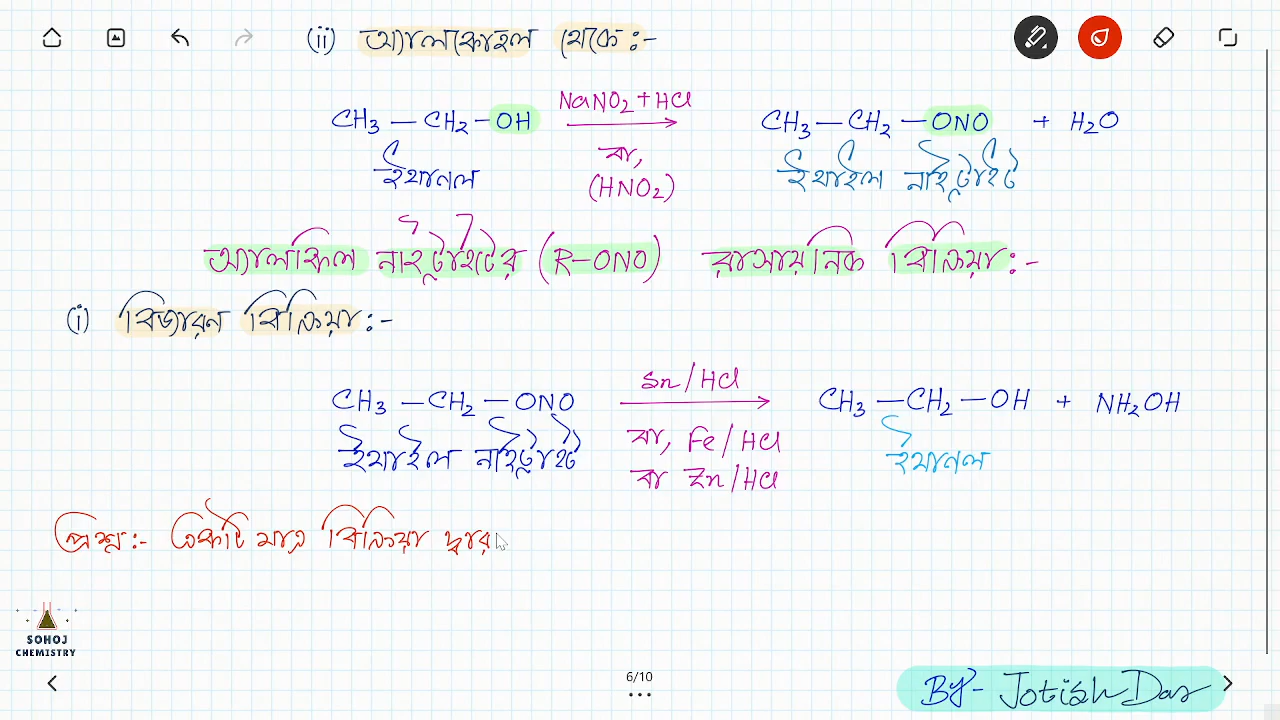 (ii) অ্যালকোহল থেকে:-
CH3 — CH2 — OH NaNO2 + HCl বা, (HNO2) CH3 — CH2 — ONO + H2O
ইথানল ইথাইল নাইট্রাইট
অ্যালকিল নাইট্রাইটের (R-ONO) রাসায়নিক বিক্রিয়া:-
(i) বিজারন বিক্রিয়া:-
Sn/HCl
CH3 — CH2 — ONO CH3 — CH2 — OH + NH2OH
বা, Fe/HCl
ইথাইল নাইট্রাইট বা Zn/HCl ইথানল
প্রশ্ন:- একটি মাত্র বিক্রিয়া দ্বার
SOHOJ
CHEMISTRY
6/10
BY- Jotish Das